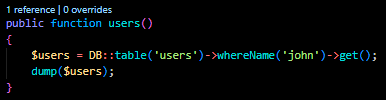 1 reference | 0 overrides
public function users()
{
    $users = DB::table('users')->whereName('john')->get();
    dump($users);
}